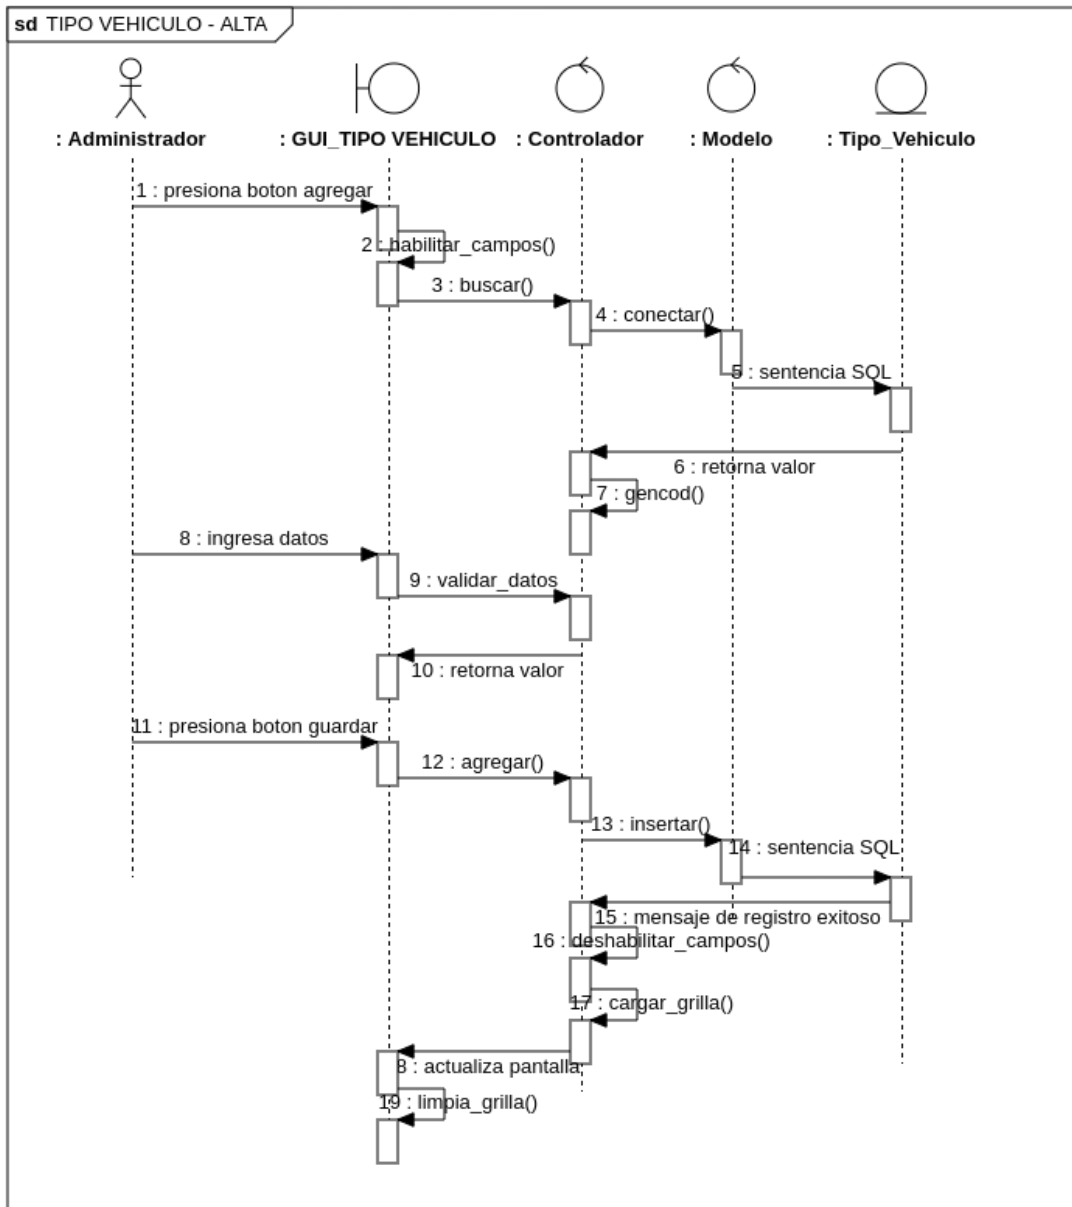 sd TIPO VEHICULO - ALTA
: Administrador
: GUI_TIPO VEHICULO
: Controlador
: Modelo
: Tipo_Vehiculo
1 : presiona boton agregar
2 : habilitar_campos()
3 : buscar()
4 : conectar()
5 : sentencia SQL
6 : retorna valor
7 : gencod()
8 : ingresa datos
9 : validar_datos
10 : retorna valor
11 : presiona boton guardar
12 : agregar()
13 : insertar()
14 : sentencia SQL
15 : mensaje de registro exitoso
16 : deshabilitar_campos()
17 : cargar_grilla()
8 : actualiza pantalla
19 : limpia_grilla()